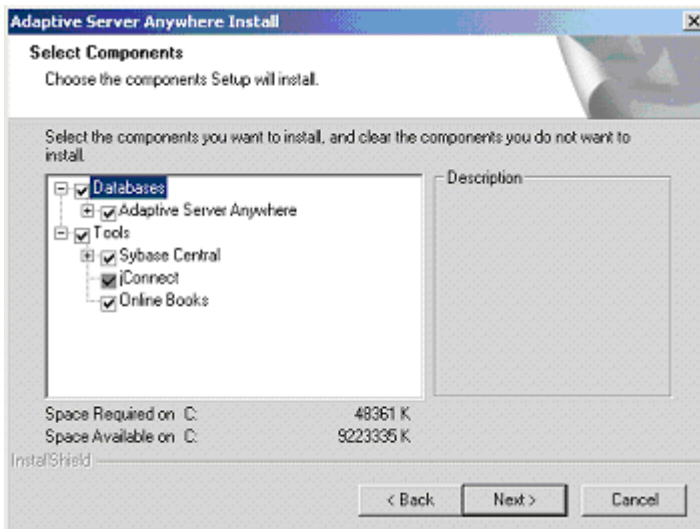 Adaptive Server Anywhere Install
Select Components
Choose the components Setup will install.
Select the components you want to install, and clear the components you do not want to
install.
Databases
Adaptive Server Anywhere
Tools
Sybase Central
jConnect
Online Books
Description
Space Required on C: 48361 K
Space Available on C: 9223335 K
InstallShield
< Back Next > Cancel